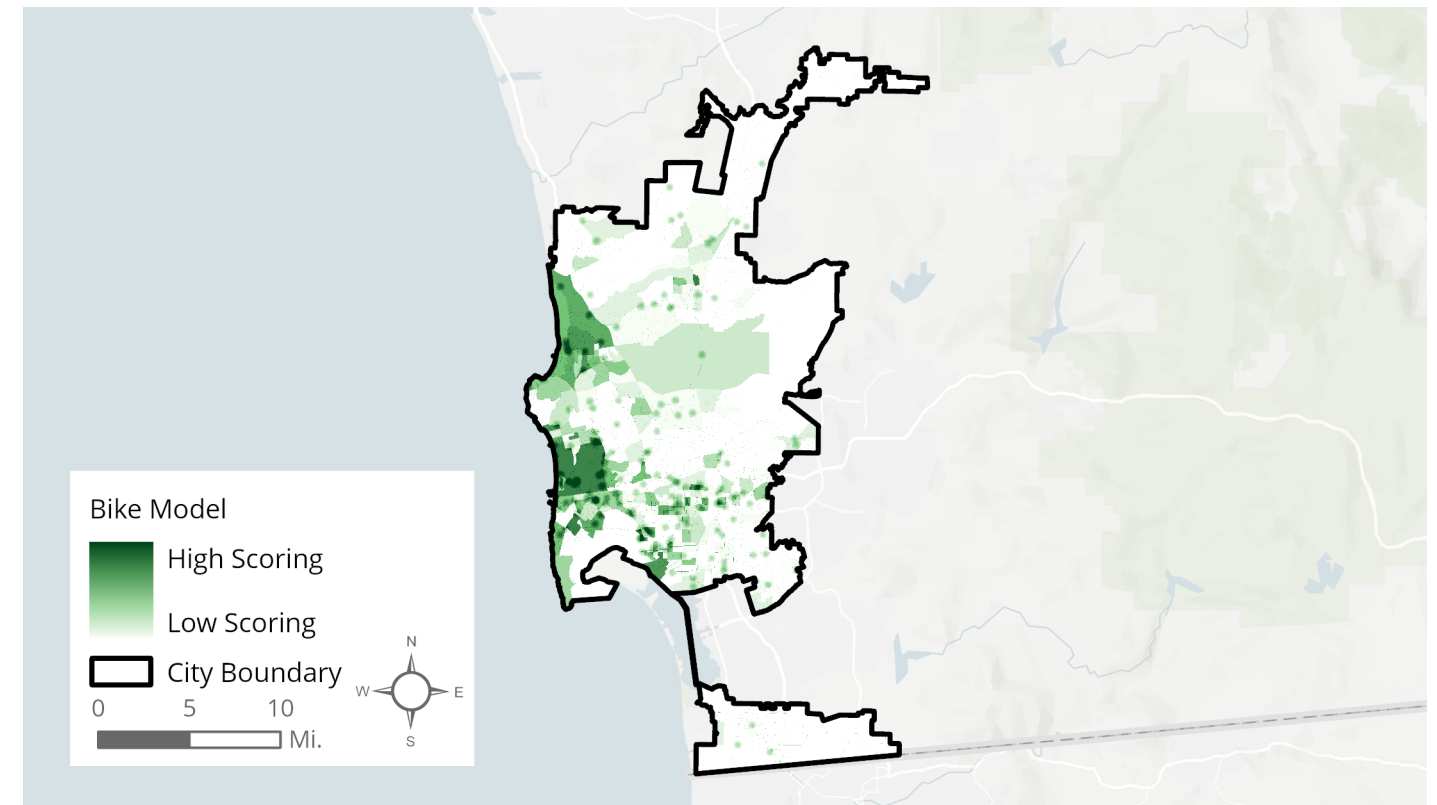 Bike Model
High Scoring
Low Scoring
City Boundary
0 5 10
Mi.
N
W E
S